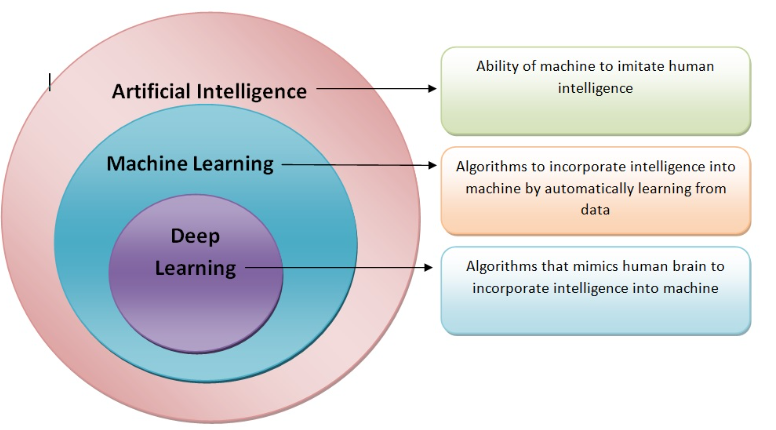 Artificial Intelligence
Ability of machine to imitate human
intelligence
Machine Learning
Algorithms to incorporate intelligence into
machine by automatically learning from
data
Deep
Learning
Algorithms that mimics human brain to
incorporate intelligence into machine